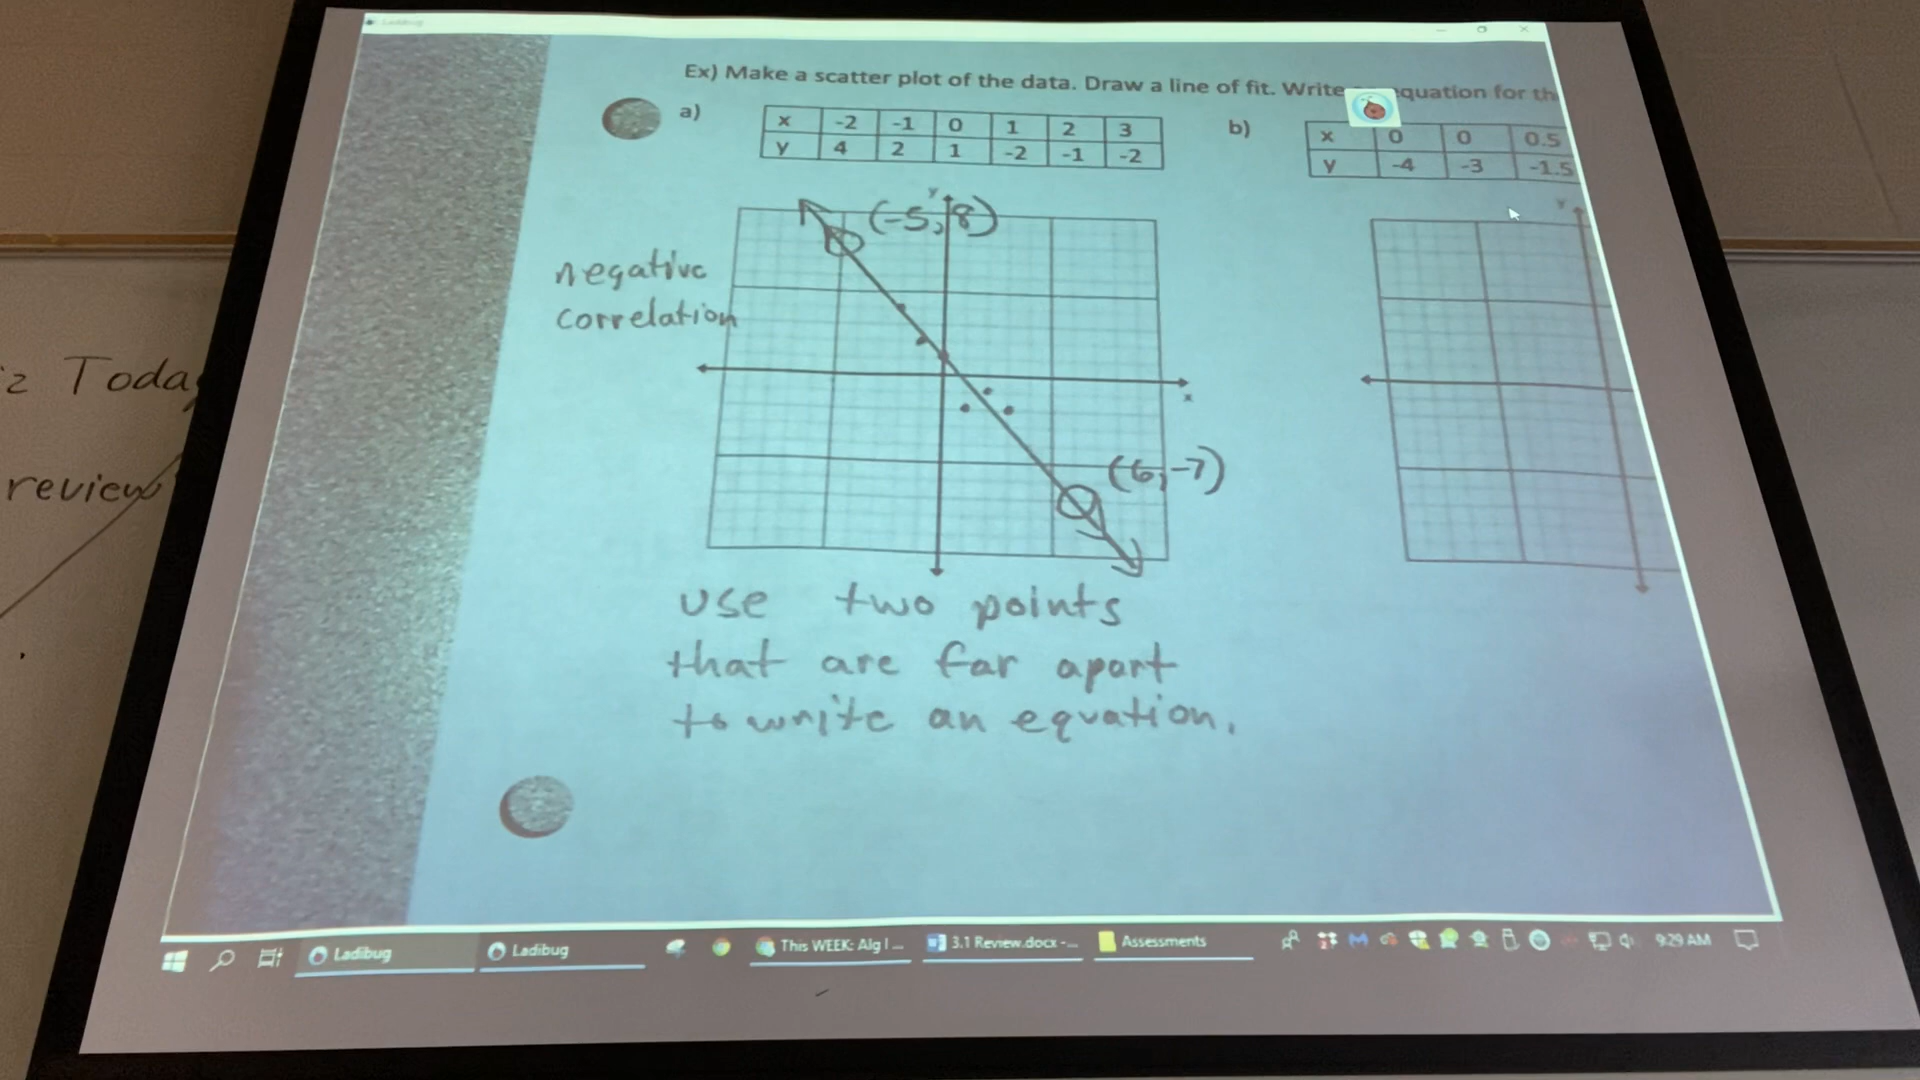 Ladibug
Ex) Make a scatter plot of the data. Draw a line of fit. Write equation for th
a)
x -2 -1 0 1 2 3
y 4 2 1 -2 -1 -2
b)
x 0 0 0.5
y -4 -3 -1.5
y
(-5,8)
negative
correlation
x
(6,-7)
y
use two points
that are far apart
to write an equation.
z Toda
review
Ladibug
Ladibug
This WEEK: Alg I ...
3.1 Review.docx -...
Assessments
9:29 AM